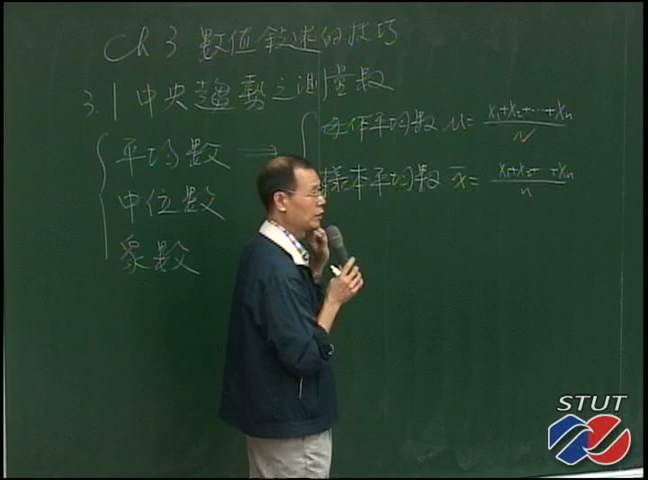 Ch 3 數值敘述的技巧
3.1 中央趨勢之測量數
平均數 → 母体平均數 μ = x₁+x₂+⋯+xₙ / N
樣本平均數 x̄ = x₁+x₂+ +xₙ / n
中位數
眾數
STUT